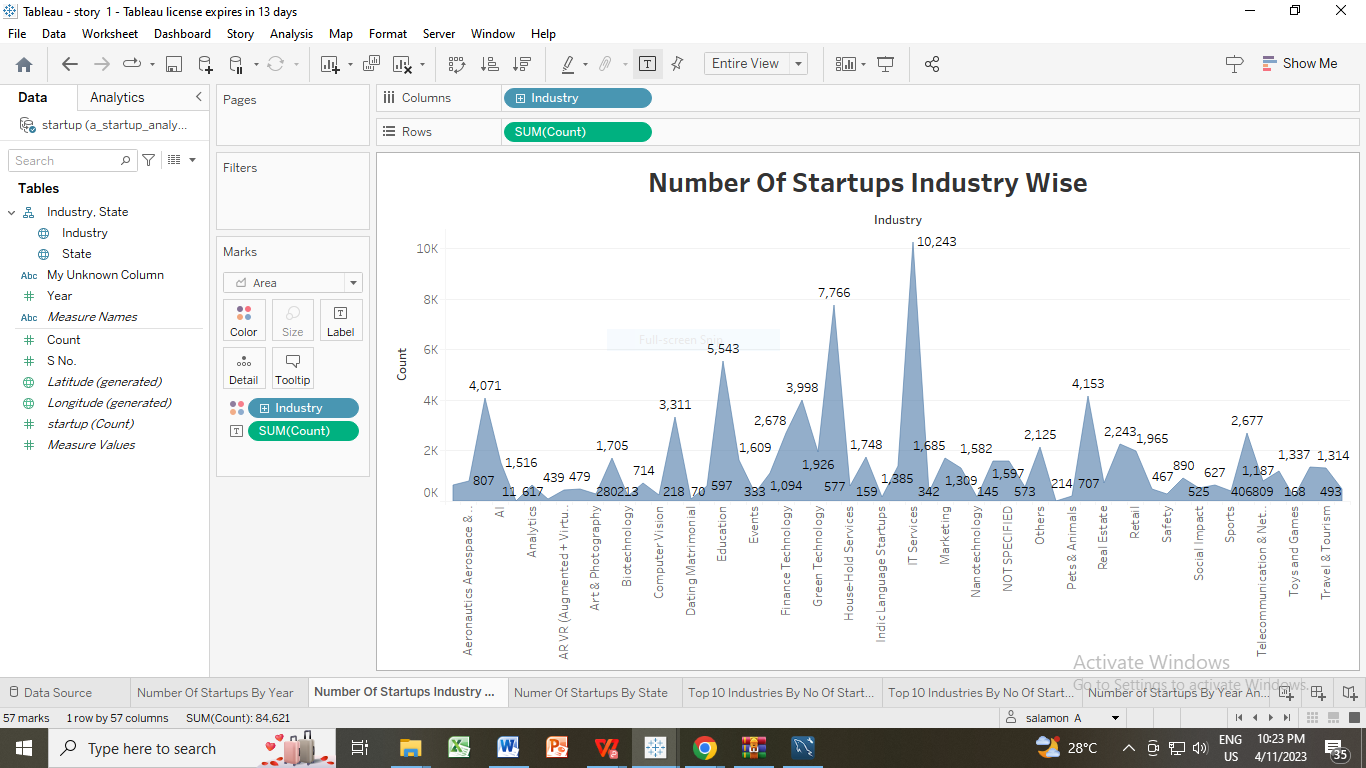 Tableau - story  1 - Tableau license expires in 13 days
File Data Worksheet Dashboard Story Analysis Map Format Server Window Help
Entire View
Show Me
Data Analytics
startup (a_startup_analy...
Search
Tables
Industry, State
Industry
State
Abc My Unknown Column
Year
Abc Measure Names
Count
S No.
Latitude (generated)
Longitude (generated)
startup (Count)
Measure Values
Pages
Filters
Marks
Area
Color Size Label
Detail Tooltip
Industry
SUM(Count)
Columns Industry
Rows SUM(Count)
Number Of Startups Industry Wise
Industry
Count
10K
8K
6K
4K
2K
0K
10,243
7,766
Full-screen Snip
5,543
4,071
3,998
4,153
3,311
2,678
2,677
2,125
2,243
1,965
1,705
1,609
1,748
1,685
1,582
1,516
1,926
1,385
1,309
1,597
1,187
1,337
1,314
807
11
617
439
479
280
213
714
218
70
597
333
1,094
577
159
342
145
573
214
707
467
890
525
627
406
809
168
493
Aeronautics Aerospace & ..
AI
Analytics
AR VR (Augmented + Virtu..
Art & Photography
Biotechnology
Computer Vision
Dating Matrimonial
Education
Events
Finance Technology
Green Technology
House-Hold Services
Indic Language Startups
IT Services
Marketing
Nanotechnology
NOT SPECIFIED
Others
Pets & Animals
Real Estate
Retail
Safety
Social Impact
Sports
Telecommunication & Net..
Toys and Games
Travel & Tourism
Activate Windows
Go to Settings to activate Windows.
Data Source
Number Of Startups By Year
Number Of Startups Industry ...
Numer Of Startups By State
Top 10 Industries By No Of Start...
Top 10 Industries By No Of Start...
Number of Startups By Year An...
57 marks 1 row by 57 columns SUM(Count): 84,621
salamon A
Type here to search
28°C
ENG
US
10:23 PM
4/11/2023
35